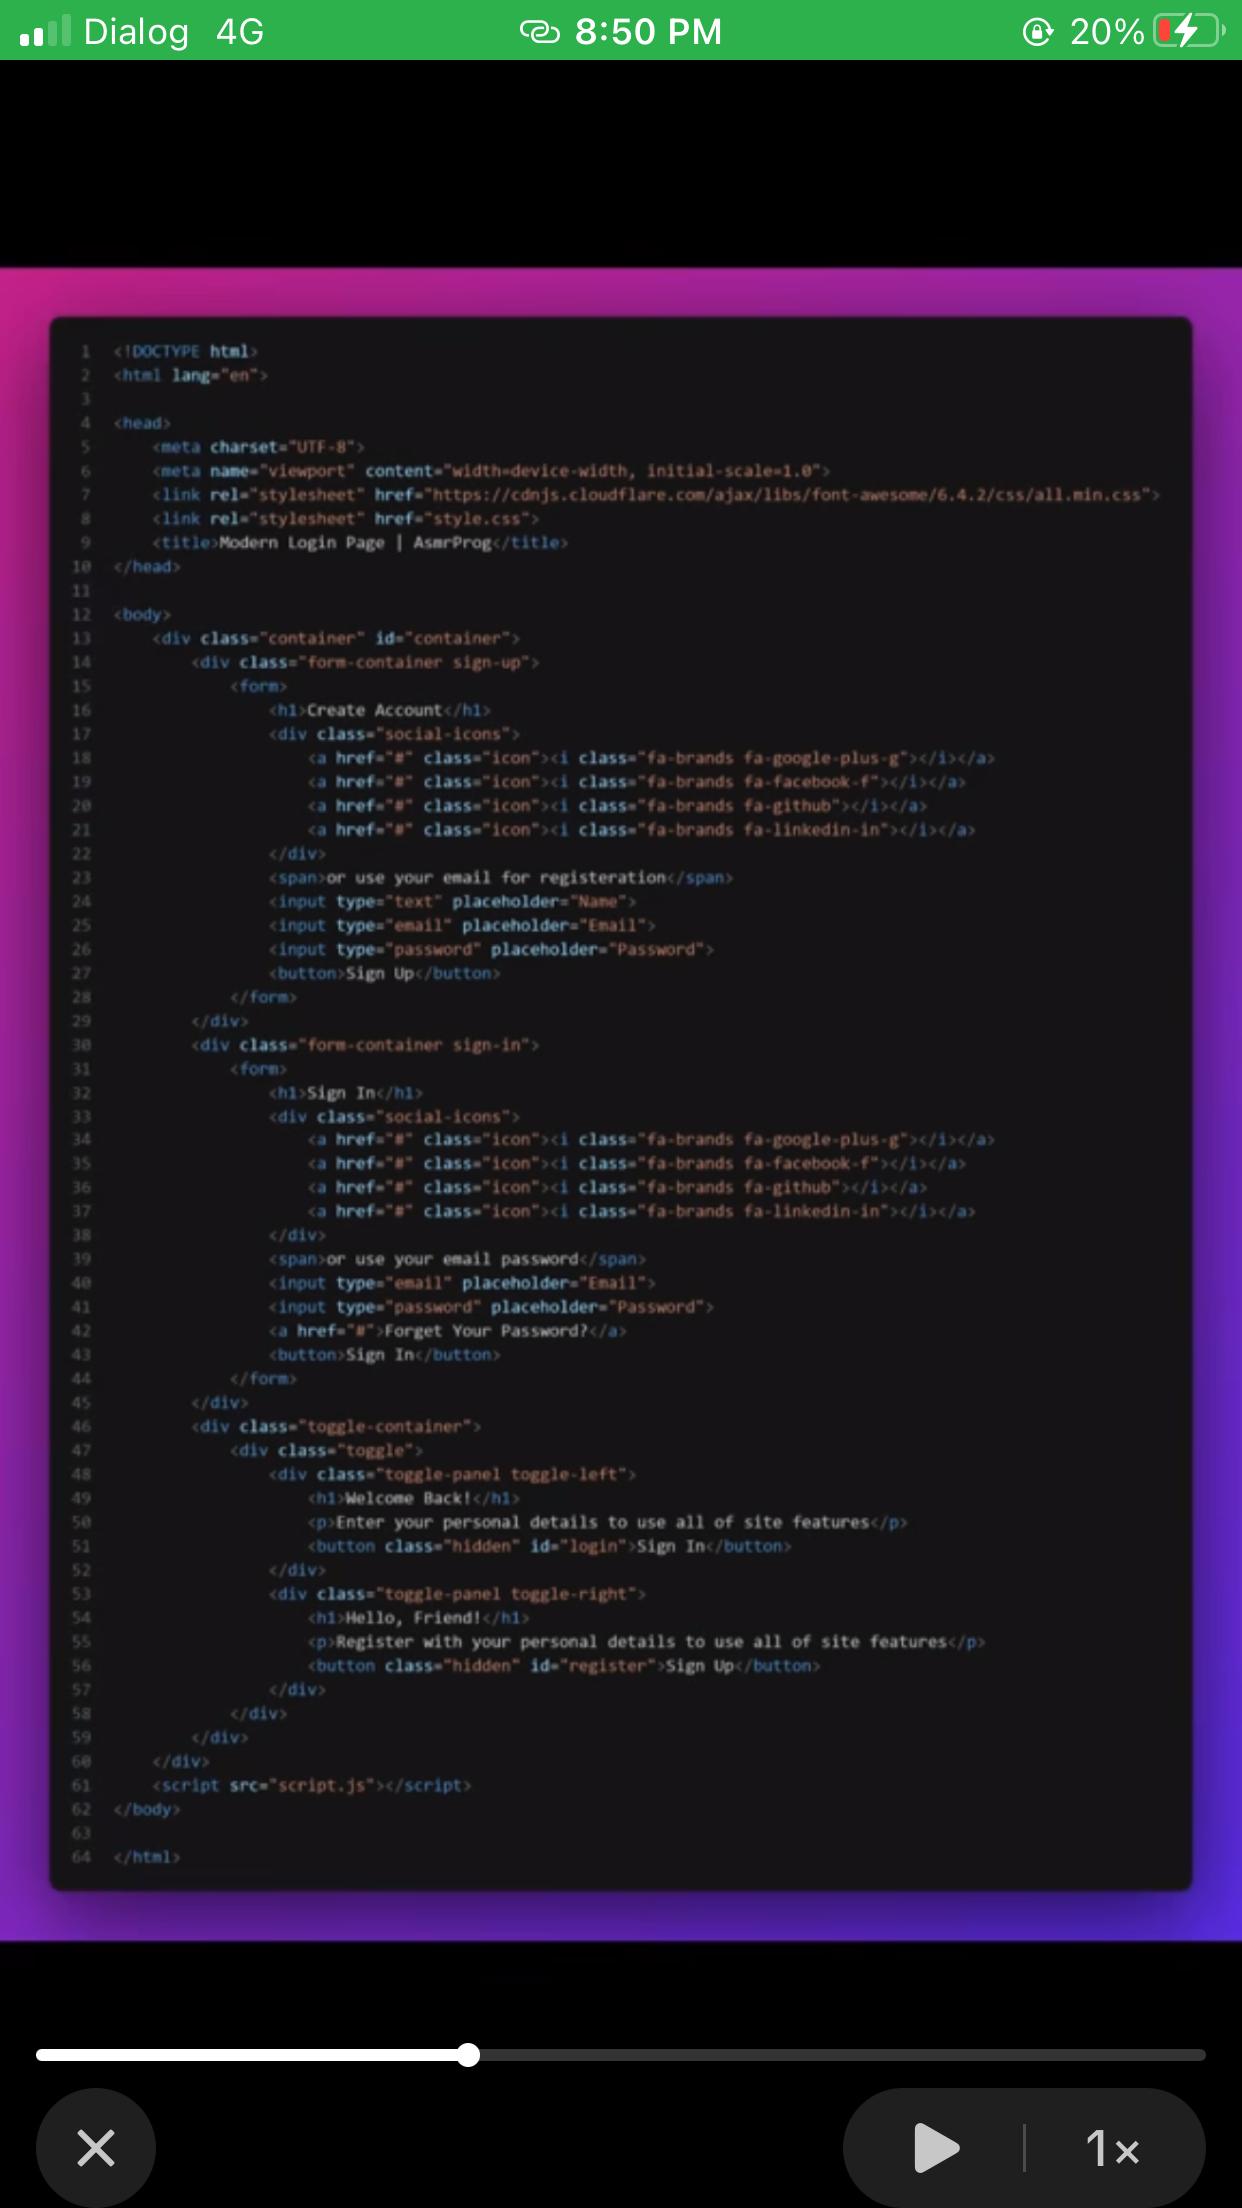 Dialog 4G 8:50 PM 20%
1 <!DOCTYPE html>
2 <html lang="en">
3
4 <head>
5     <meta charset="UTF-8">
6     <meta name="viewport" content="width=device-width, initial-scale=1.0">
7     <link rel="stylesheet" href="https://cdnjs.cloudflare.com/ajax/libs/font-awesome/6.4.2/css/all.min.css">
8     <link rel="stylesheet" href="style.css">
9     <title>Modern Login Page | AsmrProg</title>
10 </head>
11
12 <body>
13     <div class="container" id="container">
14         <div class="form-container sign-up">
15             <form>
16                 <h1>Create Account</h1>
17                 <div class="social-icons">
18                     <a href="#" class="icon"><i class="fa-brands fa-google-plus-g"></i></a>
19                     <a href="#" class="icon"><i class="fa-brands fa-facebook-f"></i></a>
20                     <a href="#" class="icon"><i class="fa-brands fa-github"></i></a>
21                     <a href="#" class="icon"><i class="fa-brands fa-linkedin-in"></i></a>
22                 </div>
23                 <span>or use your email for registeration</span>
24                 <input type="text" placeholder="Name">
25                 <input type="email" placeholder="Email">
26                 <input type="password" placeholder="Password">
27                 <button>Sign Up</button>
28             </form>
29         </div>
30         <div class="form-container sign-in">
31             <form>
32                 <h1>Sign In</h1>
33                 <div class="social-icons">
34                     <a href="#" class="icon"><i class="fa-brands fa-google-plus-g"></i></a>
35                     <a href="#" class="icon"><i class="fa-brands fa-facebook-f"></i></a>
36                     <a href="#" class="icon"><i class="fa-brands fa-github"></i></a>
37                     <a href="#" class="icon"><i class="fa-brands fa-linkedin-in"></i></a>
38                 </div>
39                 <span>or use your email password</span>
40                 <input type="email" placeholder="Email">
41                 <input type="password" placeholder="Password">
42                 <a href="#">Forget Your Password?</a>
43                 <button>Sign In</button>
44             </form>
45         </div>
46         <div class="toggle-container">
47             <div class="toggle">
48                 <div class="toggle-panel toggle-left">
49                     <h1>Welcome Back!</h1>
50                     <p>Enter your personal details to use all of site features</p>
51                     <button class="hidden" id="login">Sign In</button>
52                 </div>
53                 <div class="toggle-panel toggle-right">
54                     <h1>Hello, Friend!</h1>
55                     <p>Register with your personal details to use all of site features</p>
56                     <button class="hidden" id="register">Sign Up</button>
57                 </div>
58             </div>
59         </div>
60     </div>
61     <script src="script.js"></script>
62 </body>
63
64 </html>
1×